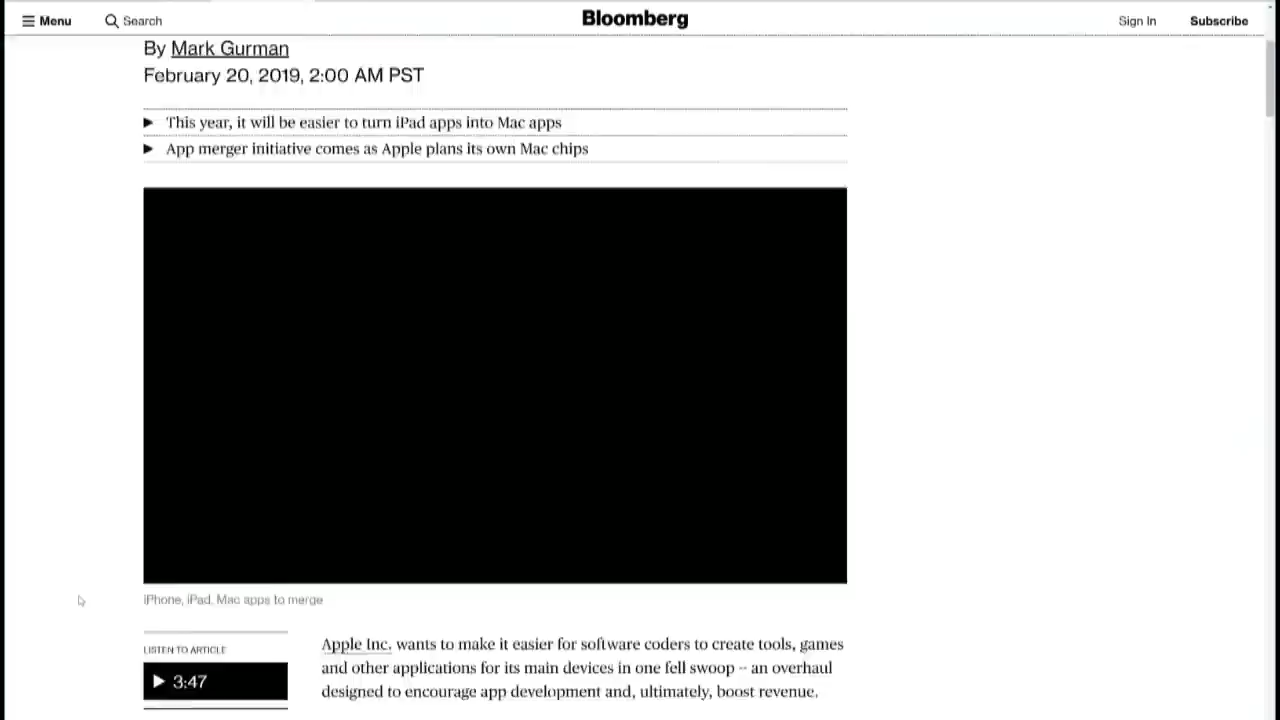 Menu
Search
Bloomberg
Sign In
Subscribe
By Mark Gurman
February 20, 2019, 2:00 AM PST
This year, it will be easier to turn iPad apps into Mac apps
App merger initiative comes as Apple plans its own Mac chips
iPhone, iPad, Mac apps to merge
LISTEN TO ARTICLE
3:47
Apple Inc. wants to make it easier for software coders to create tools, games
and other applications for its main devices in one fell swoop -- an overhaul
designed to encourage app development and, ultimately, boost revenue.